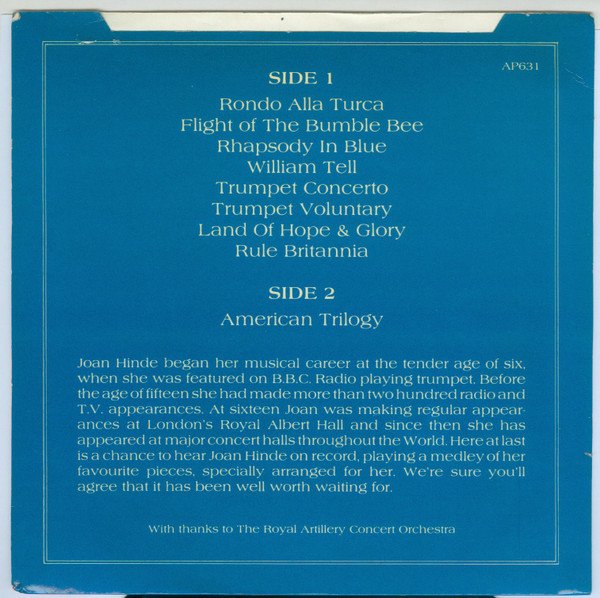 AP631
SIDE 1
Rondo Alla Turca
Flight of The Bumble Bee
Rhapsody In Blue
William Tell
Trumpet Concerto
Trumpet Voluntary
Land Of Hope & Glory
Rule Britannia
SIDE 2
American Trilogy
Joan Hinde began her musical career at the tender age of six,
when she was featured on B.B.C. Radio playing trumpet. Before
the age of fifteen she had made more than two hundred radio and
T.V. appearances. At sixteen Joan was making regular appear-
ances at London's Royal Albert Hall and since then she has
appeared at major concert halls throughout the World. Here at last
is a chance to hear Joan Hinde on record, playing a medley of her
favourite pieces, specially arranged for her. We're sure you'll
agree that it has been well worth waiting for.
With thanks to The Royal Artillery Concert Orchestra